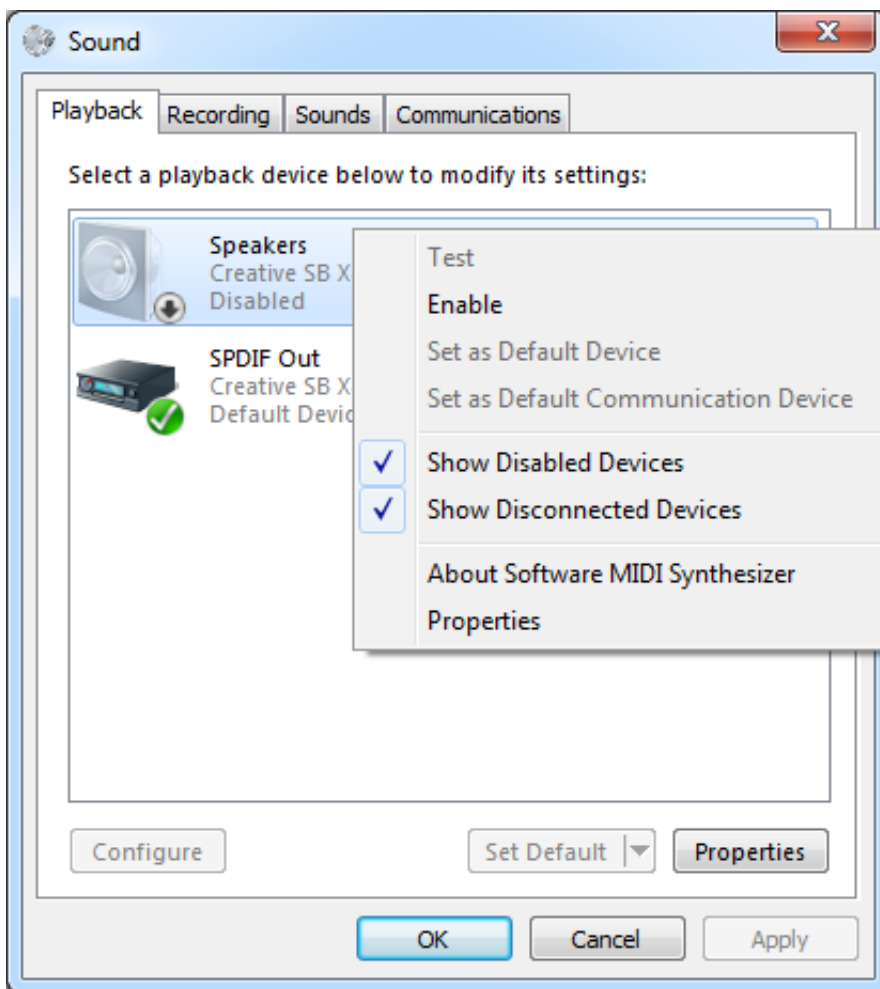 Sound
Playback Recording Sounds Communications
Select a playback device below to modify its settings:
Speakers
Creative SB X
Disabled
SPDIF Out
Creative SB X
Default Devic
Test
Enable
Set as Default Device
Set as Default Communication Device
Show Disabled Devices
Show Disconnected Devices
About Software MIDI Synthesizer
Properties
Configure Set Default Properties
OK Cancel Apply